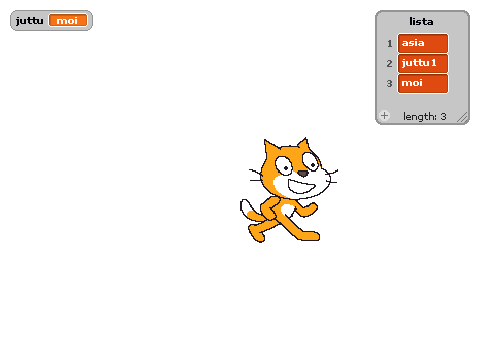 juttu moi
lista
1 asia
2 juttu1
3 moi
+ length: 3